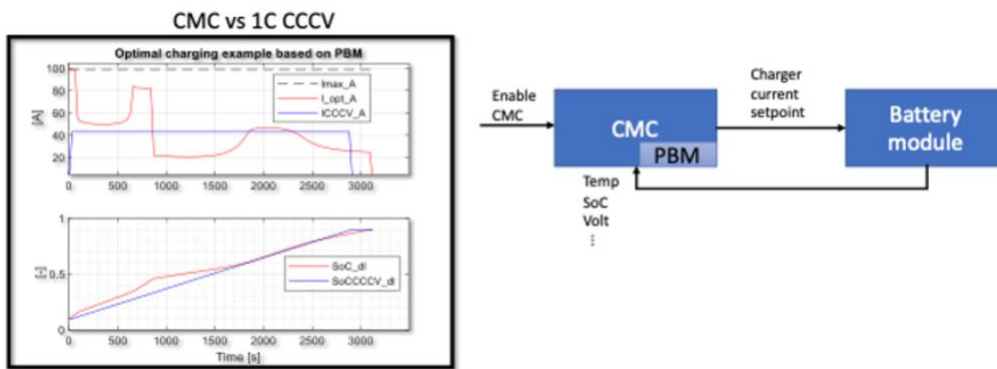 CMC vs 1C CCCV
Optimal charging example based on PBM
100
80
60
40
20
[A]
Imax_A
I_opt_A
ICCCV_A
0
500
1000
1500
2000
2500
3000
1
0.5
0
[-]
SoC_dl
SoCCCCV_dl
0
500
1000
1500
2000
2500
3000
Time [s]
Enable
CMC
CMC
PBM
Charger
current
setpoint
Battery
module
Temp
SoC
Volt
⋮